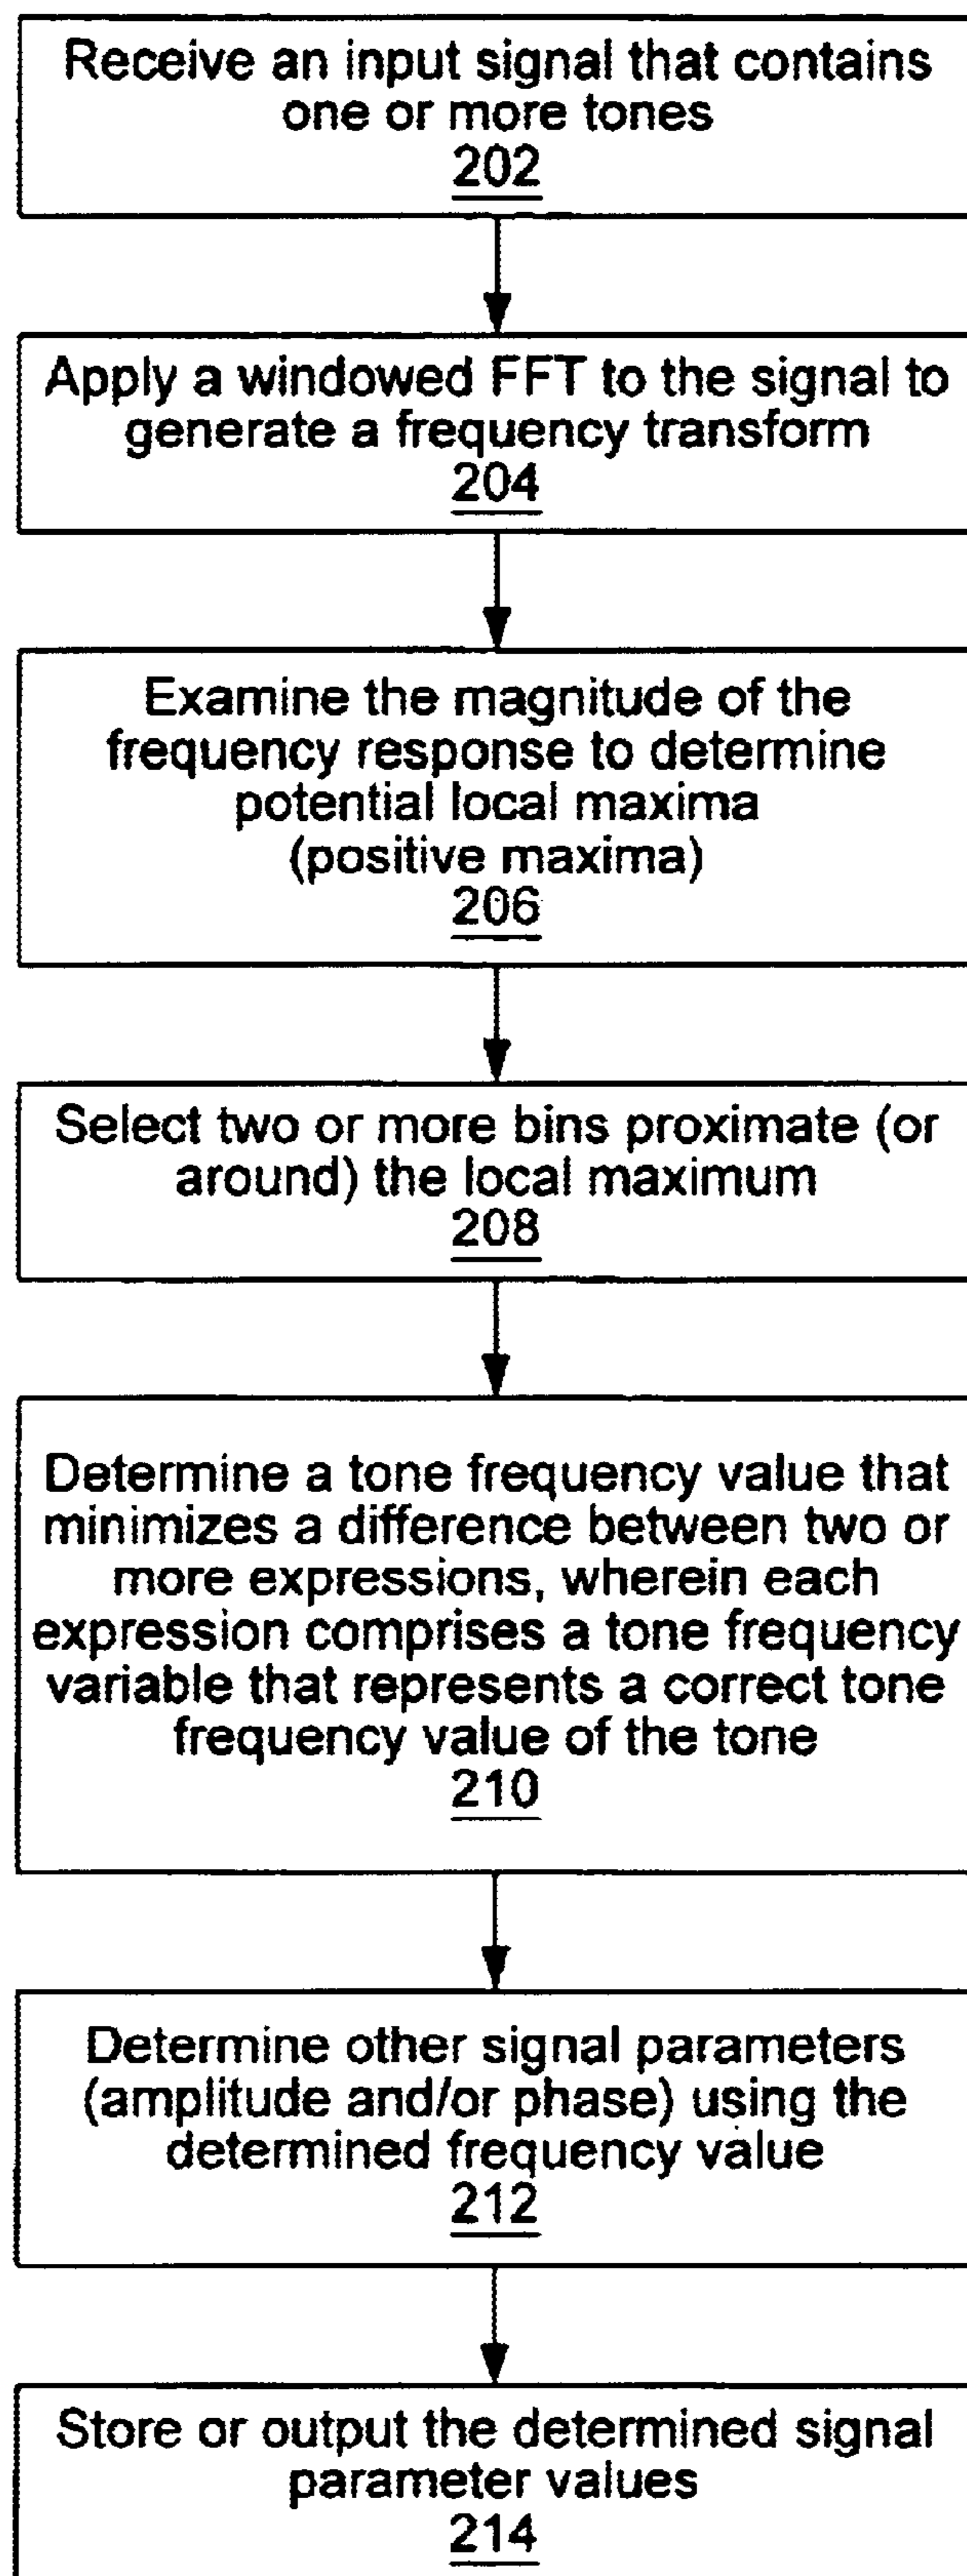 Receive an input signal that contains
one or more tones
202
Apply a windowed FFT to the signal to
generate a frequency transform
204
Examine the magnitude of the
frequency response to determine
potential local maxima
(positive maxima)
206
Select two or more bins proximate (or
around) the local maximum
208
Determine a tone frequency value that
minimizes a difference between two or
more expressions, wherein each
expression comprises a tone frequency
variable that represents a correct tone
frequency value of the tone
210
Determine other signal parameters
(amplitude and/or phase) using the
determined frequency value
212
Store or output the determined signal
parameter values
214